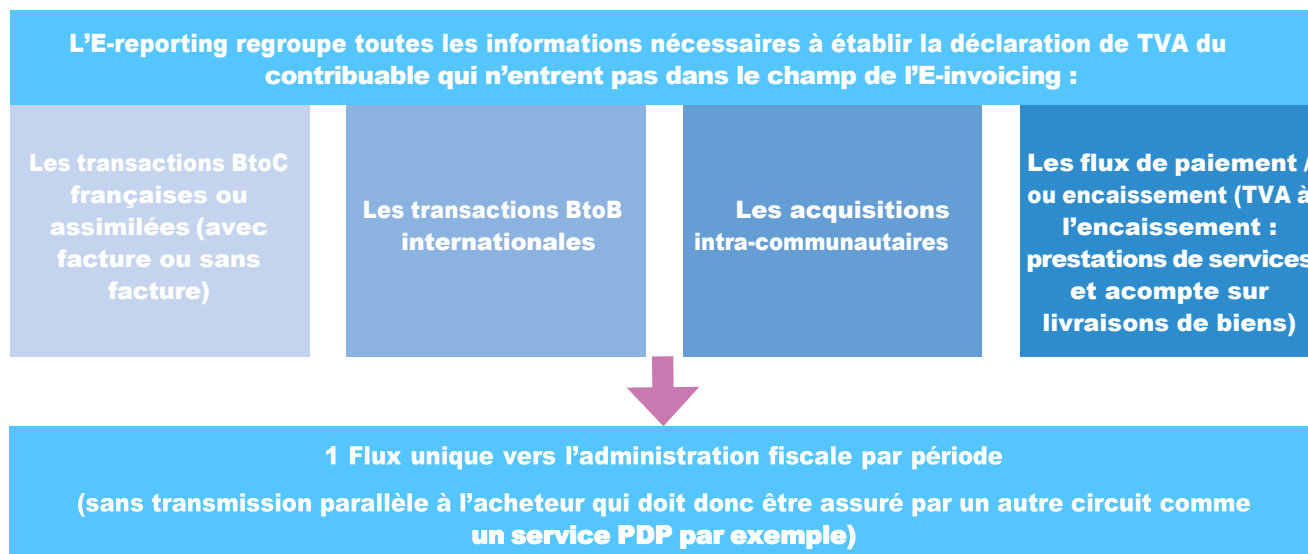 L’E-reporting regroupe toutes les informations nécessaires à établir la déclaration de TVA du
contribuable qui n’entrent pas dans le champ de l’E-invoicing :
Les transactions BtoC
françaises ou
assimilées (avec
facture ou sans
facture)
Les transactions BtoB
internationales
Les acquisitions
intra-communautaires
Les flux de paiement /
ou encaissement (TVA à
l’encaissement :
prestations de services
et acompte sur
livraisons de biens)
1 Flux unique vers l’administration fiscale par période
(sans transmission parallèle à l’acheteur qui doit donc être assuré par un autre circuit comme
un service PDP par exemple)